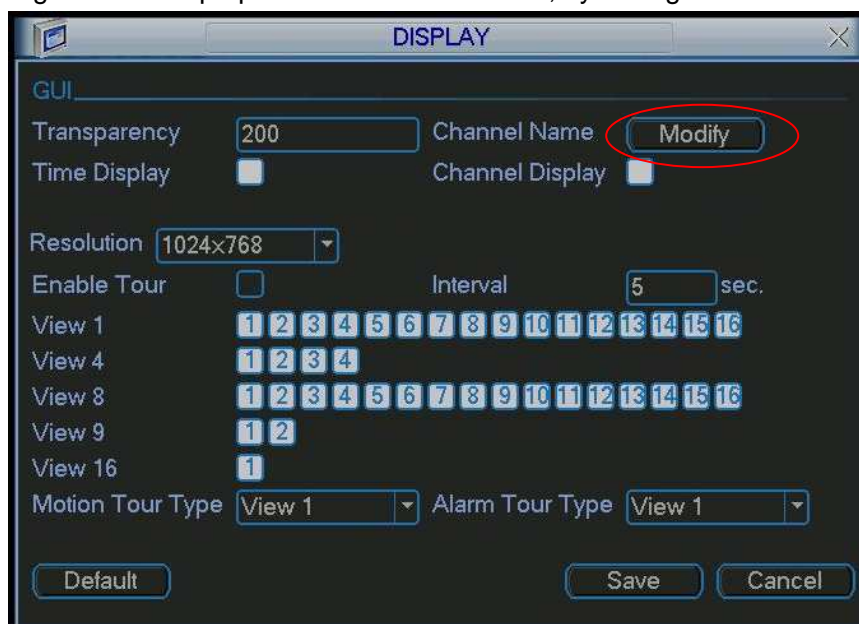 DISPLAY
GUI
Transparency 200 Channel Name Modify
Time Display Channel Display
Resolution 1024×768
Enable Tour Interval 5 sec.
View 1 1 2 3 4 5 6 7 8 9 10 11 12 13 14 15 16
View 4 1 2 3 4
View 8 1 2 3 4 5 6 7 8 9 10 11 12 13 14 15 16
View 9 1 2
View 16 1
Motion Tour Type View 1 Alarm Tour Type View 1
Default Save Cancel